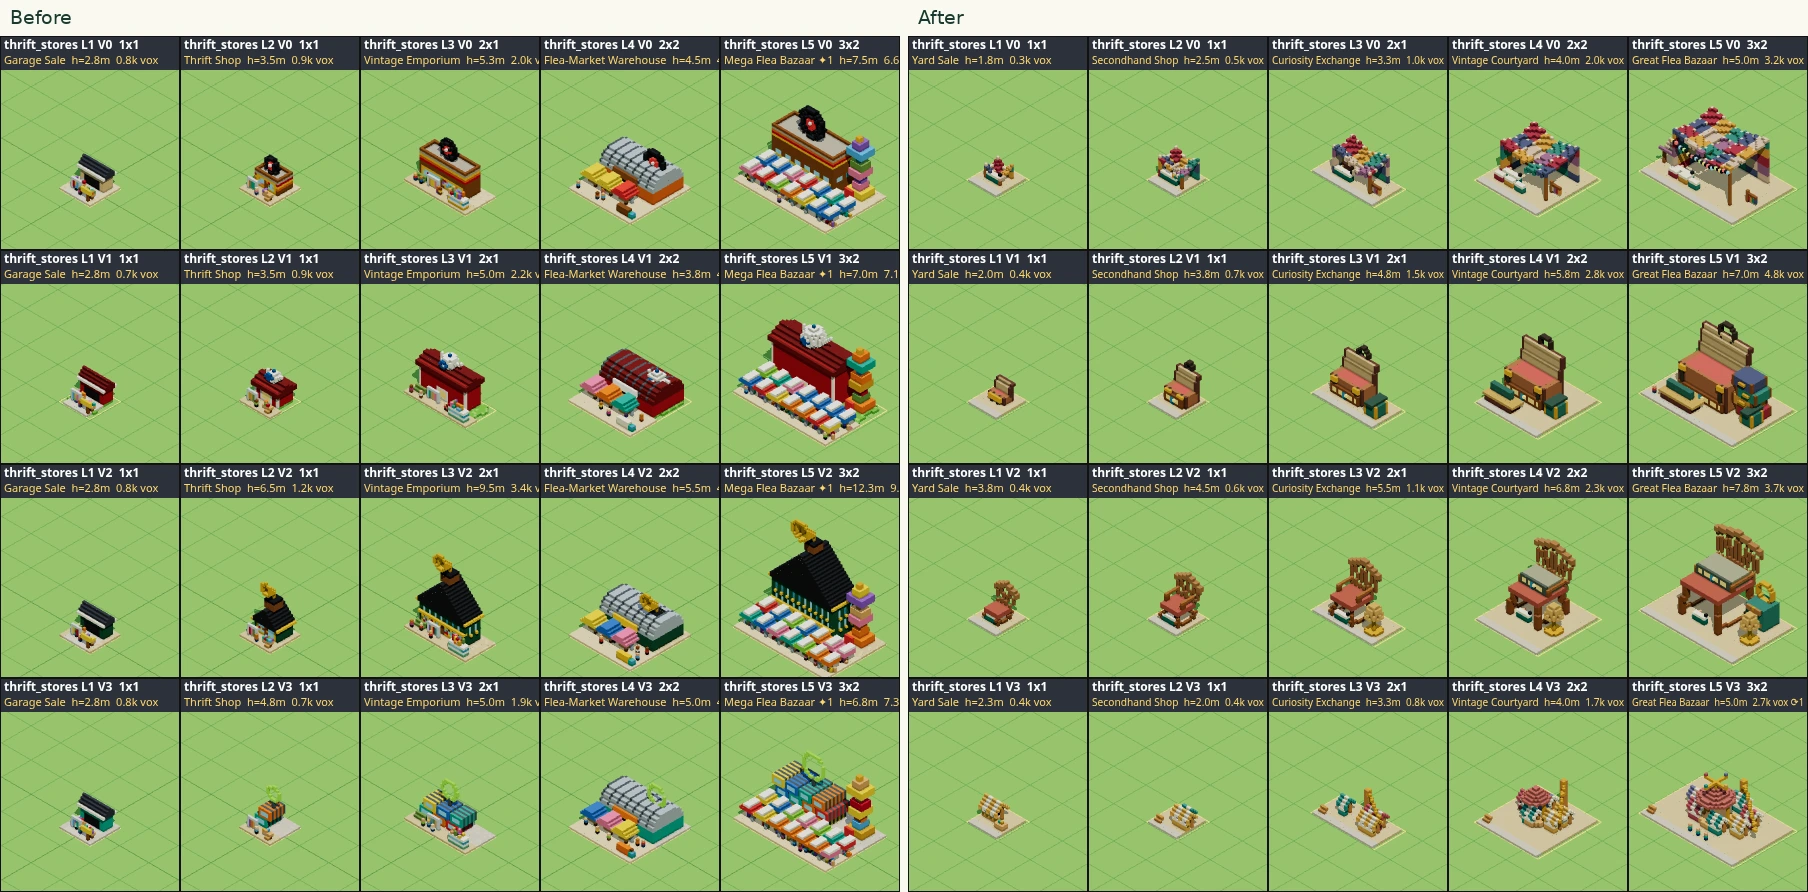 Before
After
thrift_stores L1 V0 1x1
Garage Sale h=2.8m 0.8k vox
thrift_stores L2 V0 1x1
Thrift Shop h=3.5m 0.9k vox
thrift_stores L3 V0 2x1
Vintage Emporium h=5.3m 2.0k v
thrift_stores L4 V0 2x2
Flea-Market Warehouse h=4.5m
thrift_stores L5 V0 3x2
Mega Flea Bazaar ✦1 h=7.5m 6.6
thrift_stores L1 V0 1x1
Yard Sale h=1.8m 0.3k vox
thrift_stores L2 V0 1x1
Secondhand Shop h=2.5m 0.5k vox
thrift_stores L3 V0 2x1
Curiosity Exchange h=3.3m 1.0k vox
thrift_stores L4 V0 2x2
Vintage Courtyard h=4.0m 2.0k vox
thrift_stores L5 V0 3x2
Great Flea Bazaar h=5.0m 3.2k vox
thrift_stores L1 V1 1x1
Garage Sale h=2.8m 0.7k vox
thrift_stores L2 V1 1x1
Thrift Shop h=3.5m 0.9k vox
thrift_stores L3 V1 2x1
Vintage Emporium h=5.0m 2.2k v
thrift_stores L4 V1 2x2
Flea-Market Warehouse h=3.8m
thrift_stores L5 V1 3x2
Mega Flea Bazaar ✦1 h=7.0m 7.1
thrift_stores L1 V1 1x1
Yard Sale h=2.0m 0.4k vox
thrift_stores L2 V1 1x1
Secondhand Shop h=3.8m 0.7k vox
thrift_stores L3 V1 2x1
Curiosity Exchange h=4.8m 1.5k vox
thrift_stores L4 V1 2x2
Vintage Courtyard h=5.8m 2.8k vox
thrift_stores L5 V1 3x2
Great Flea Bazaar h=7.0m 4.8k vox
thrift_stores L1 V2 1x1
Garage Sale h=2.8m 0.8k vox
thrift_stores L2 V2 1x1
Thrift Shop h=6.5m 1.2k vox
thrift_stores L3 V2 2x1
Vintage Emporium h=9.5m 3.4k v
thrift_stores L4 V2 2x2
Flea-Market Warehouse h=5.5m
thrift_stores L5 V2 3x2
Mega Flea Bazaar ✦1 h=12.3m 9.
thrift_stores L1 V2 1x1
Yard Sale h=3.8m 0.4k vox
thrift_stores L2 V2 1x1
Secondhand Shop h=4.5m 0.6k vox
thrift_stores L3 V2 2x1
Curiosity Exchange h=5.5m 1.1k vox
thrift_stores L4 V2 2x2
Vintage Courtyard h=6.8m 2.3k vox
thrift_stores L5 V2 3x2
Great Flea Bazaar h=7.8m 3.7k vox
thrift_stores L1 V3 1x1
Garage Sale h=2.8m 0.8k vox
thrift_stores L2 V3 1x1
Thrift Shop h=4.8m 0.7k vox
thrift_stores L3 V3 2x1
Vintage Emporium h=5.0m 1.9k v
thrift_stores L4 V3 2x2
Flea-Market Warehouse h=5.0m
thrift_stores L5 V3 3x2
Mega Flea Bazaar ✦1 h=6.8m 7.3
thrift_stores L1 V3 1x1
Yard Sale h=2.3m 0.4k vox
thrift_stores L2 V3 1x1
Secondhand Shop h=2.0m 0.4k vox
thrift_stores L3 V3 2x1
Curiosity Exchange h=3.3m 0.8k vox
thrift_stores L4 V3 2x2
Vintage Courtyard h=4.0m 1.7k vox
thrift_stores L5 V3 3x2
Great Flea Bazaar h=5.0m 2.7k vox ⟳1